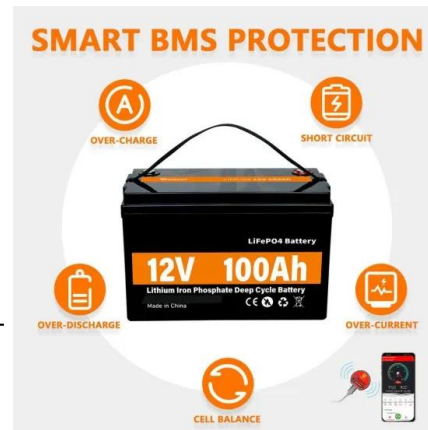 SMART BMS PROTECTION
A
OVER-CHARGE
SHORT CIRCUIT
LiFePO4 Battery
12V 100Ah
Lithium Iron Phosphate Deep Cycle Battery
Made in China
CE
OVER-DISCHARGE
OVER-CURRENT
CELL BALANCE